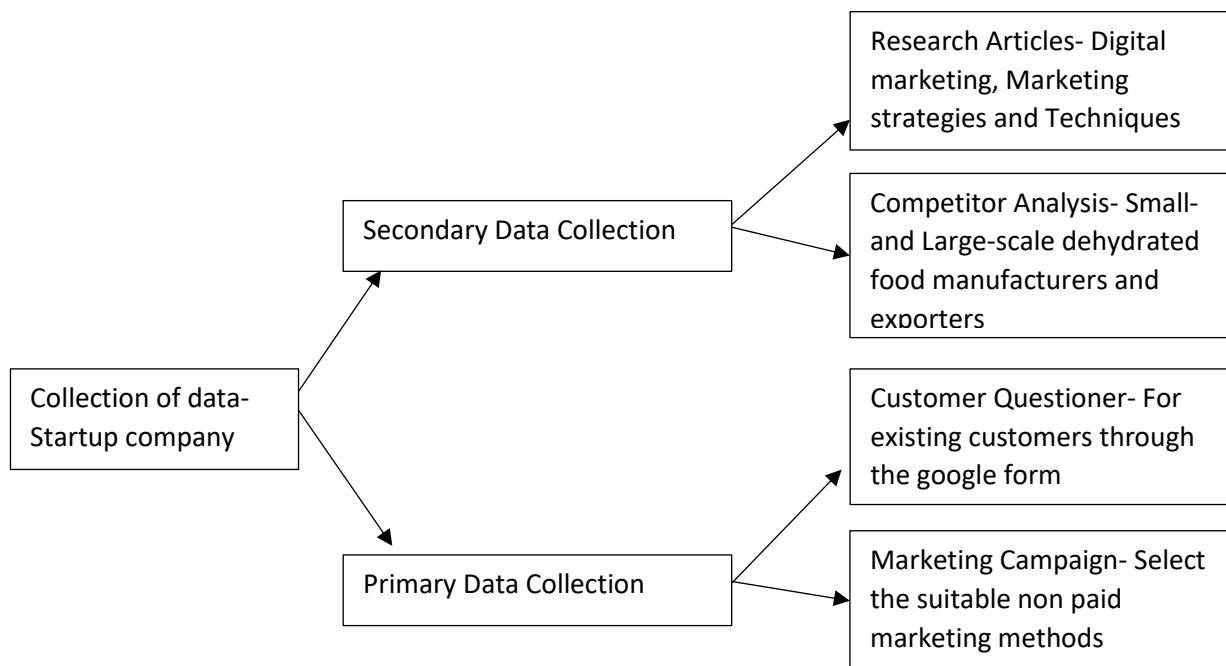 Research Articles- Digital
marketing, Marketing
strategies and Techniques
Secondary Data Collection
Competitor Analysis- Small-
and Large-scale dehydrated
food manufacturers and
exporters
Collection of data-
Startup company
Customer Questioner- For
existing customers through
the google form
Primary Data Collection
Marketing Campaign- Select
the suitable non paid
marketing methods